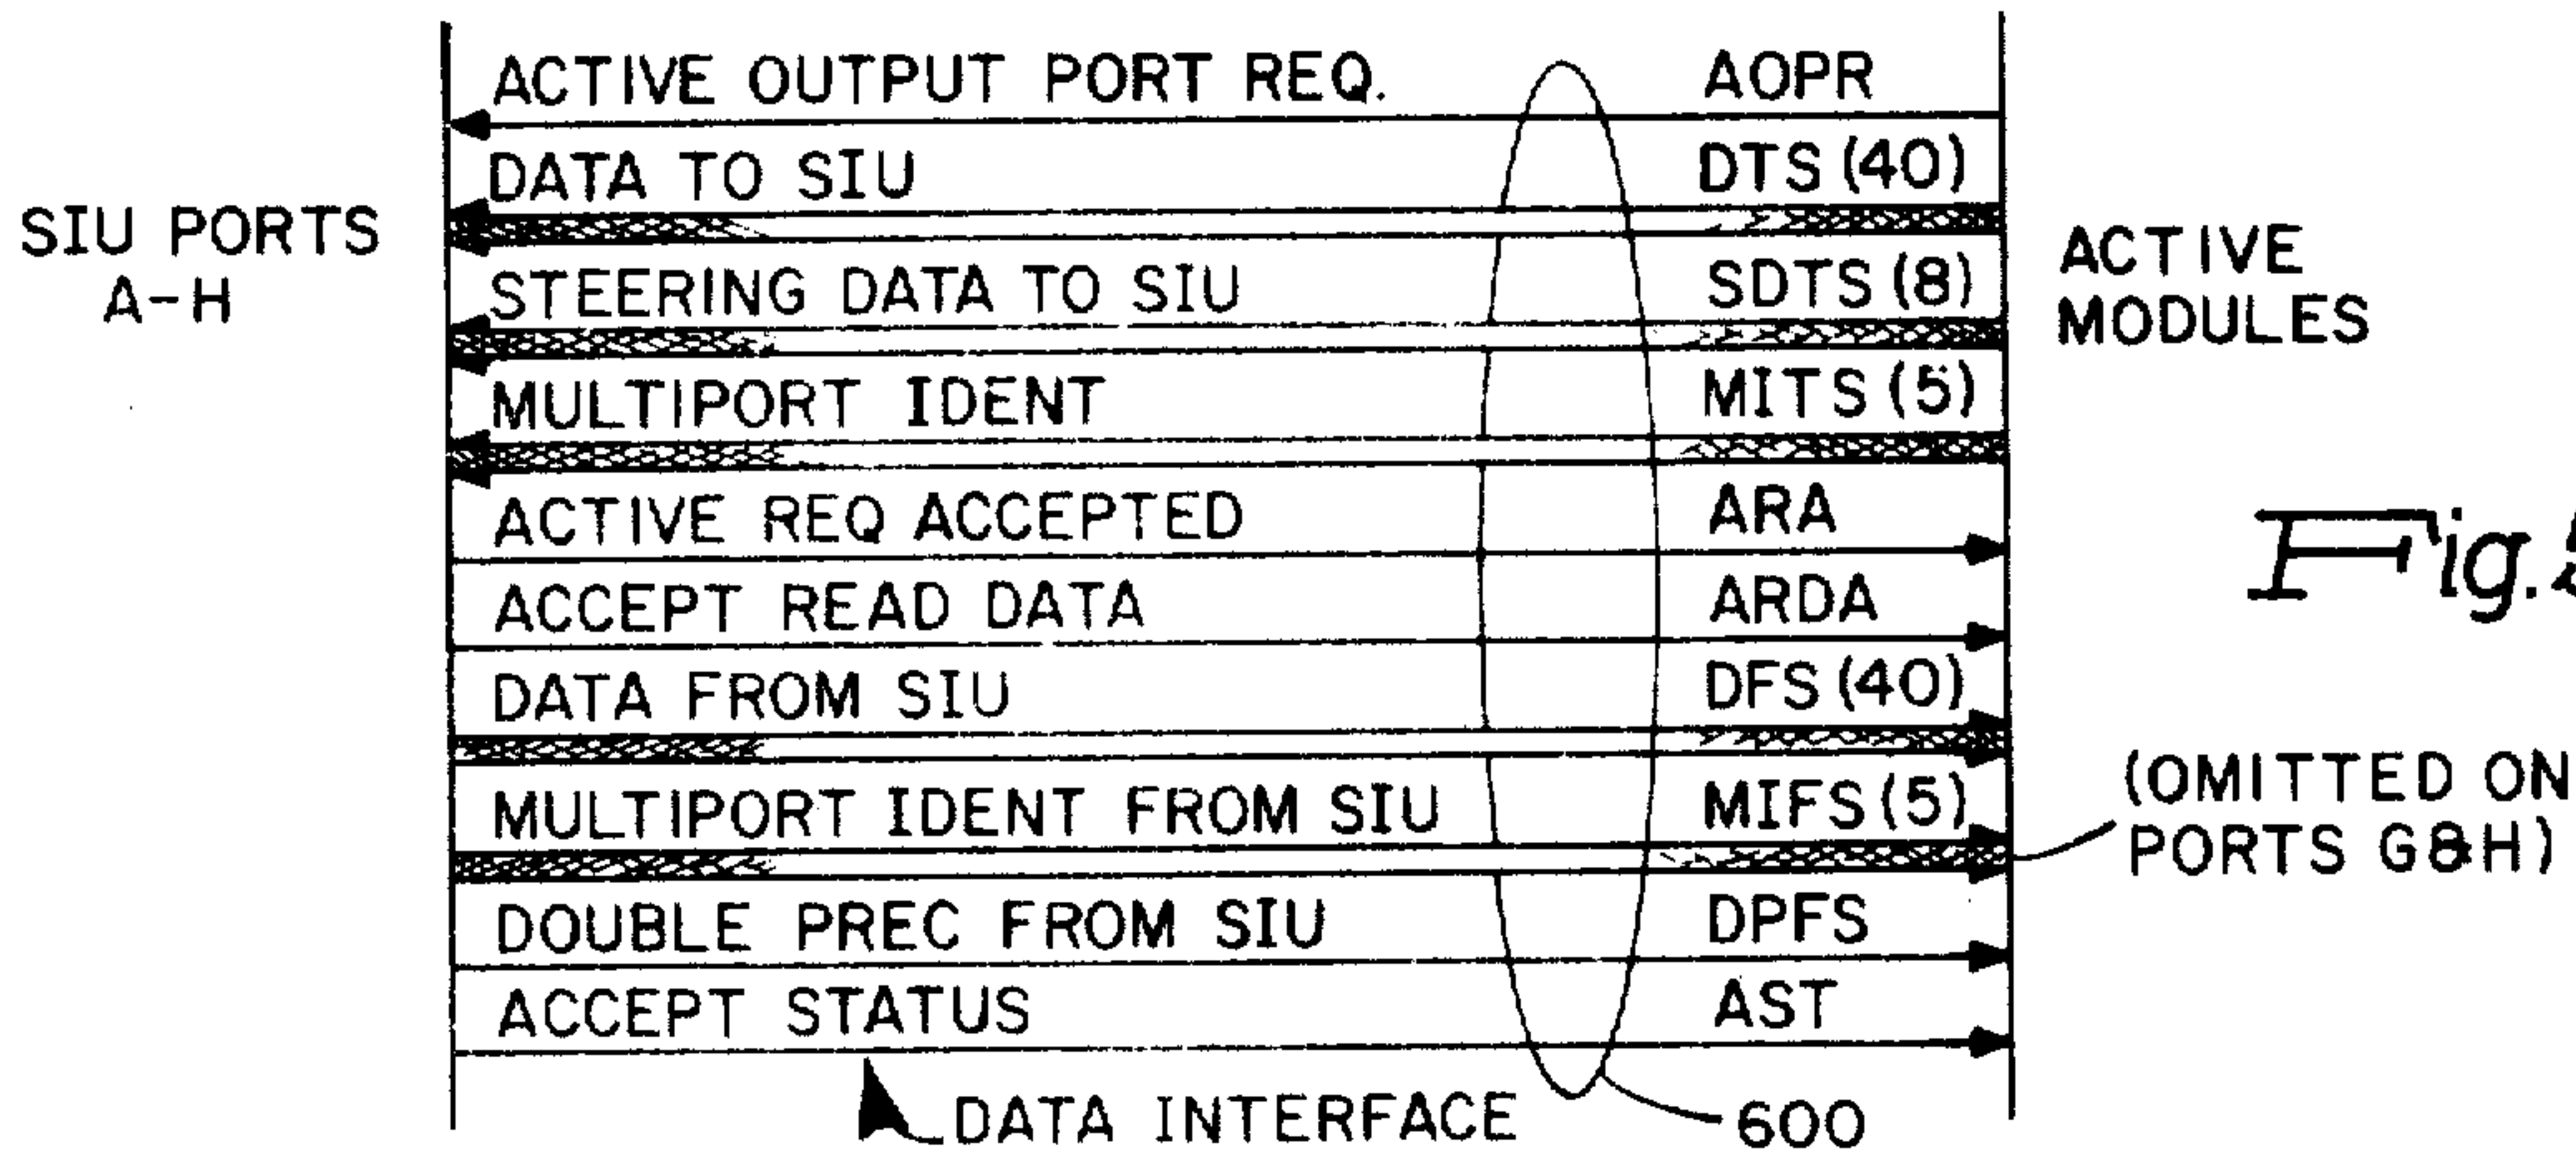 ACTIVE OUTPUT PORT REQ. AOPR
DATA TO SIU DTS (40)
SIU PORTS
A-H
STEERING DATA TO SIU SDTS (8)
ACTIVE
MODULES
MULTIPORT IDENT MITS (5)
ACTIVE REQ ACCEPTED ARA
Fig.
ACCEPT READ DATA ARDA
DATA FROM SIU DFS (40)
MULTIPORT IDENT FROM SIU MIFS (5)
(OMITTED ON
PORTS G&H)
DOUBLE PREC FROM SIU DPFS
ACCEPT STATUS AST
DATA INTERFACE
600